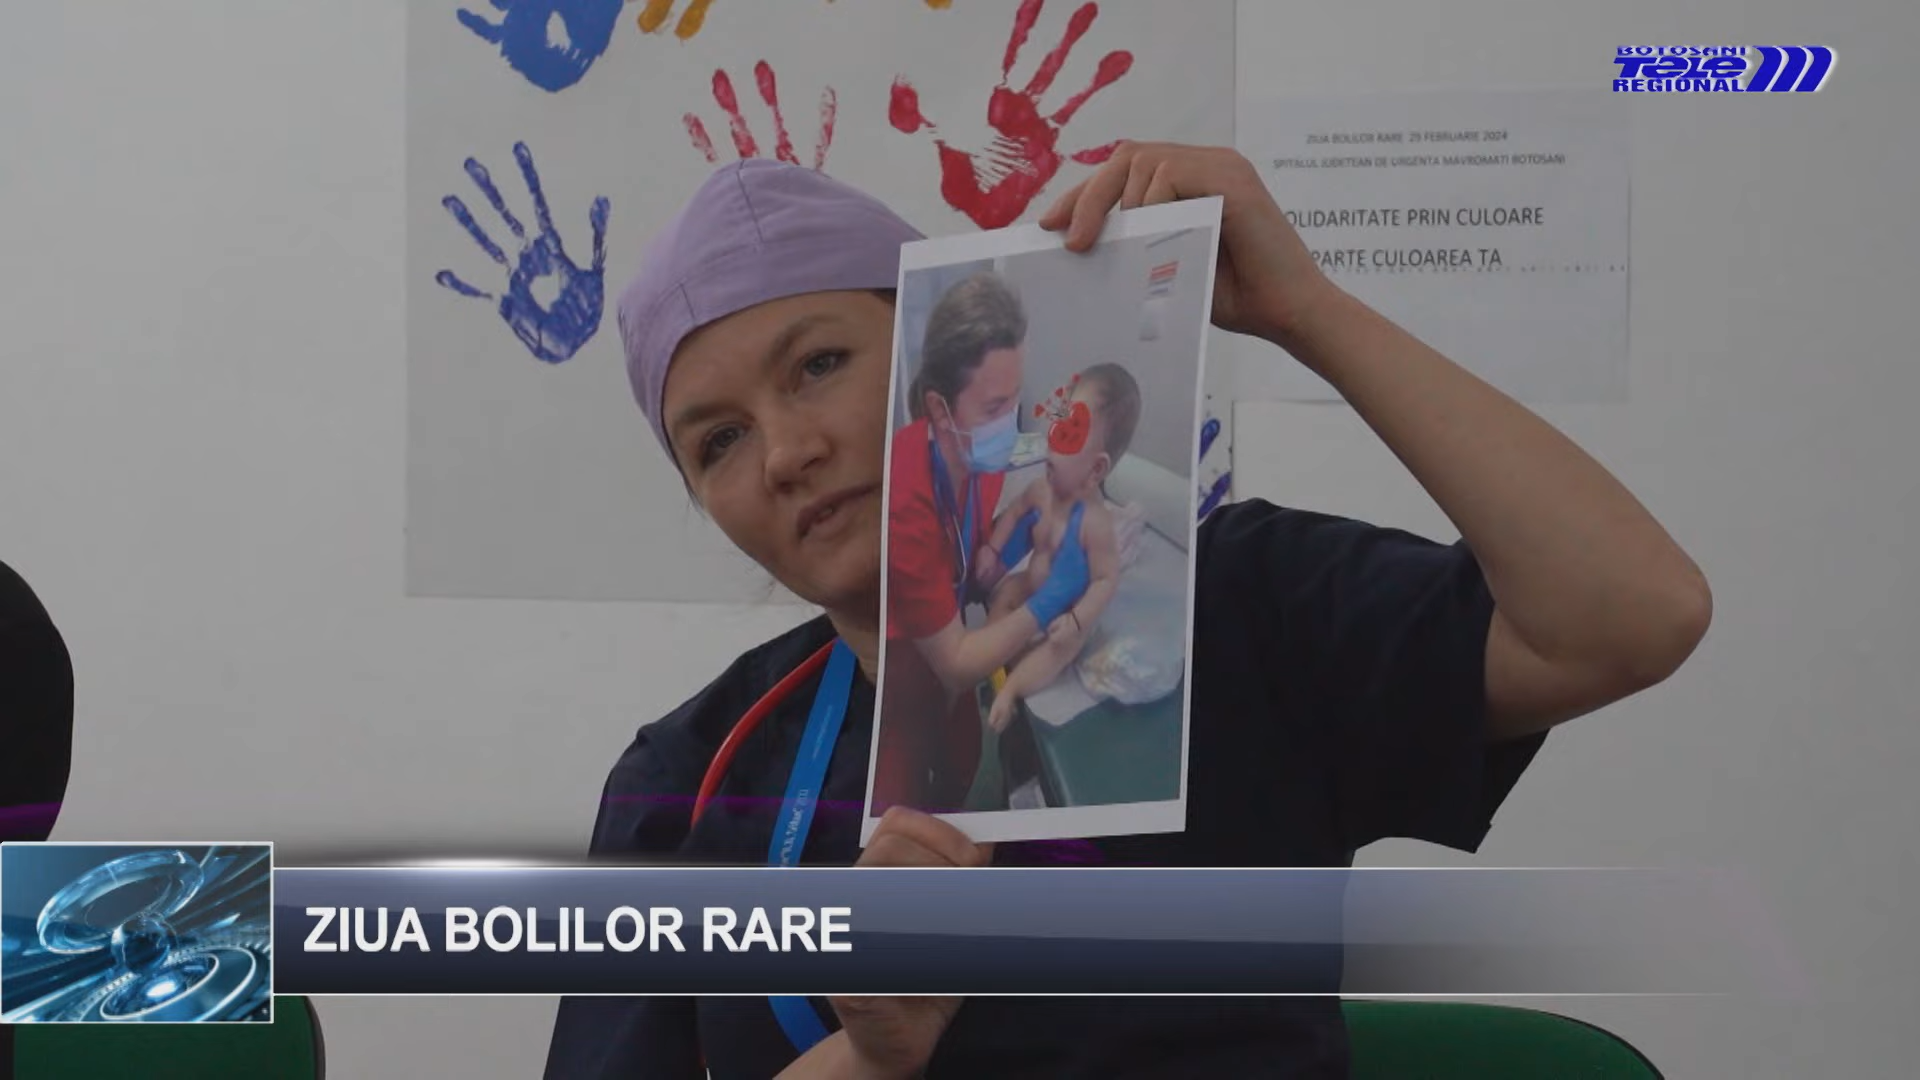 BOTOSANI
TELE
REGIONAL
ZIUA BOLILOR RARE 29 FEBRUARIE 2024
SPITALUL JUDETEAN DE URGENTA MAVROMATI BOTOSANI
OLIDARITATE PRIN CULOARE
PARTE CULOAREA TA
ZIUA BOLILOR RARE